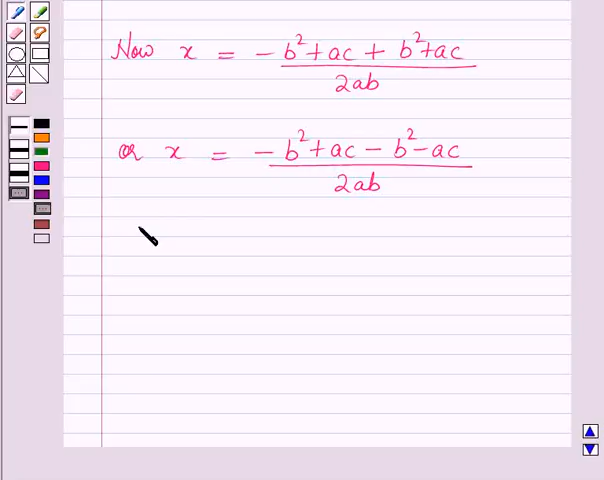 Now x = -b²+ac + b²+ac / 2ab
or x = -b²+ac - b²-ac / 2ab